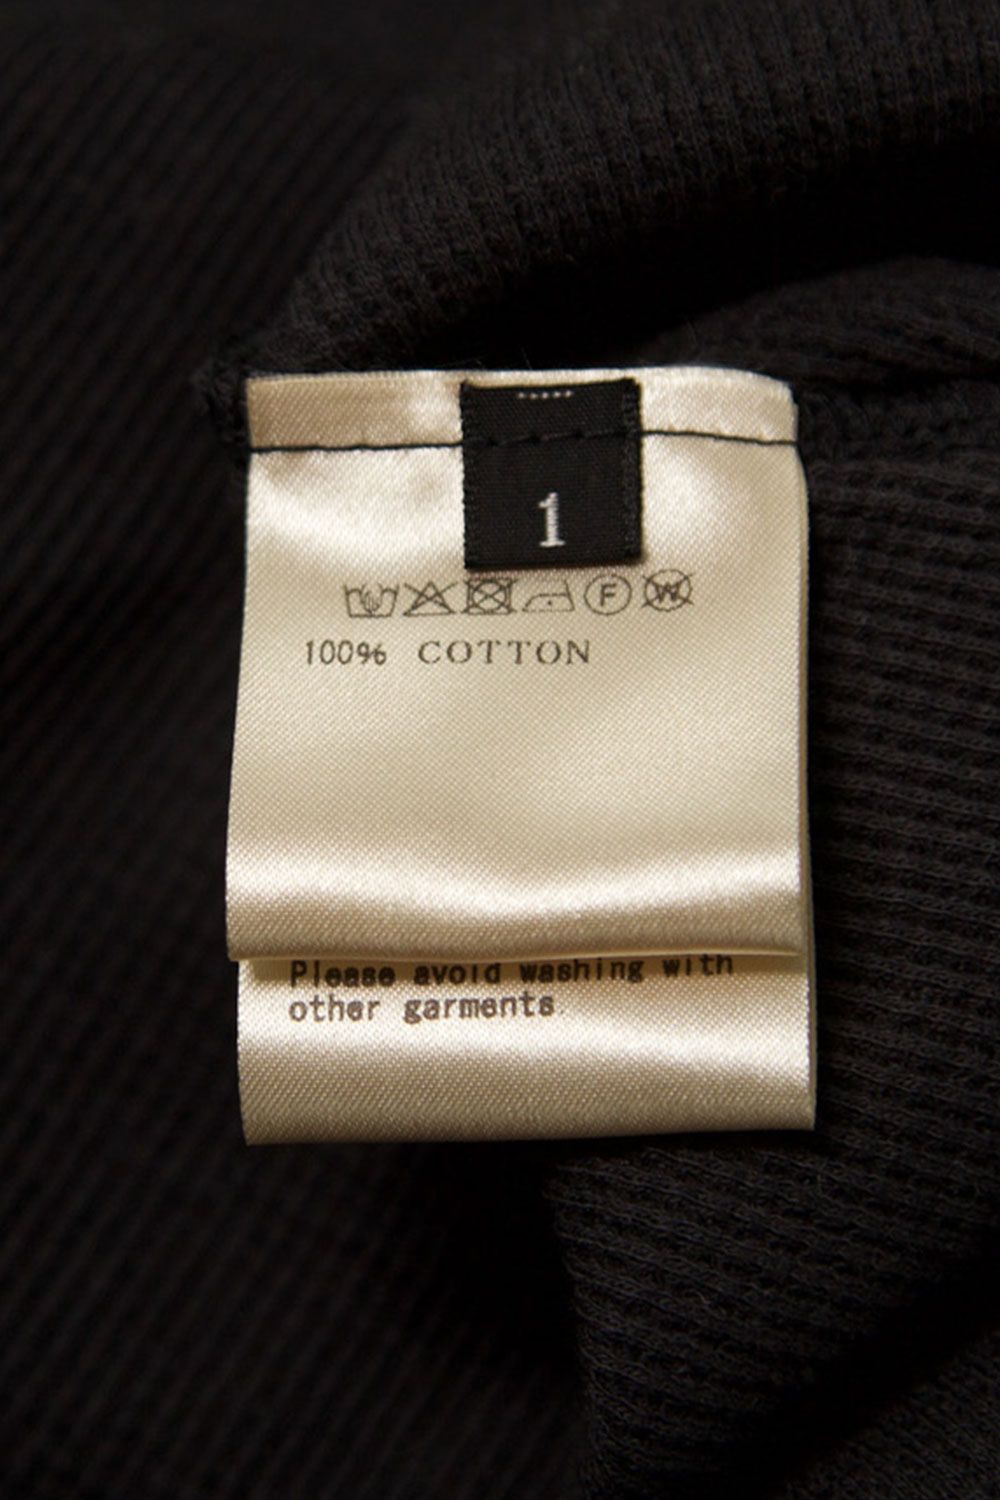 1
F W
100% COTTON
Please avoid washing with
other garments